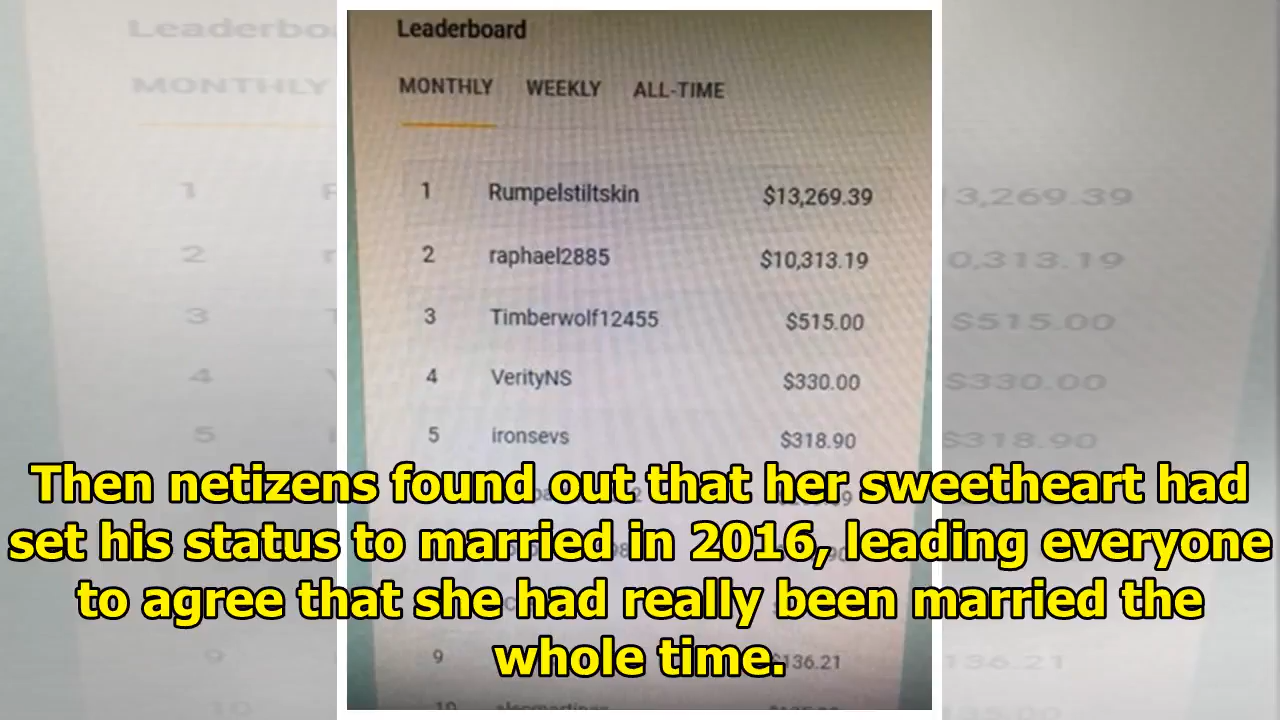 Leaderboard
MONTHLY WEEKLY ALL-TIME
1 Rumpelstiltskin $13,269.39
2 raphael2885 $10,313.19
3 Timberwolf12455 $515.00
4 VerityNS $330.00
5 ironsevs $318.90
Then netizens found out that her sweetheart had
set his status to married in 2016, leading everyone
to agree that she had really been married the
whole time.
9 $136.21
10